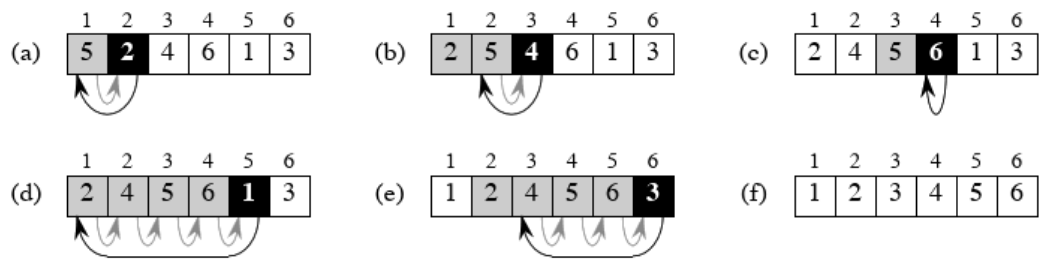 1 2 3 4 5 6
(a) 5 2 4 6 1 3
1 2 3 4 5 6
(b) 2 5 4 6 1 3
1 2 3 4 5 6
(c) 2 4 5 6 1 3
1 2 3 4 5 6
(d) 2 4 5 6 1 3
1 2 3 4 5 6
(e) 1 2 4 5 6 3
1 2 3 4 5 6
(f) 1 2 3 4 5 6